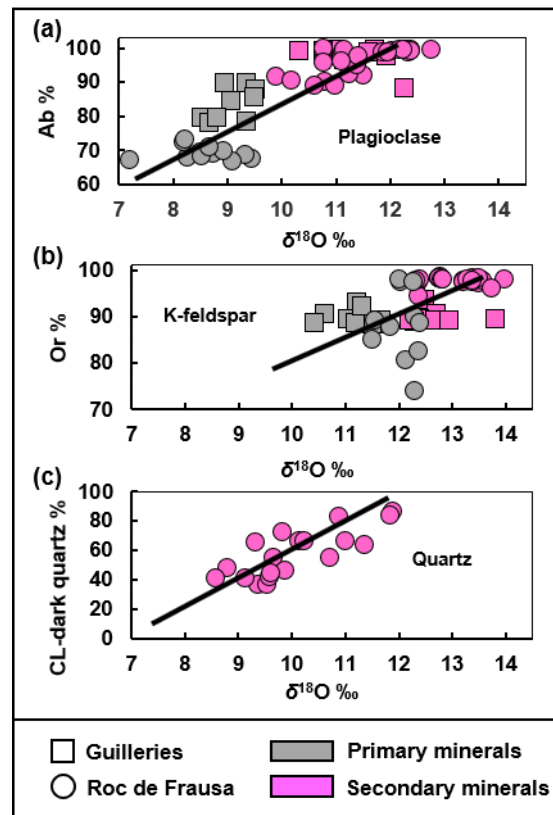 (a)
Ab %
100
90
80
70
60
Plagioclase
7 8 9 10 11 12 13 14
δ¹⁸O ‰
(b)
Or %
100
90
80
70
K-feldspar
7 8 9 10 11 12 13 14
δ¹⁸O ‰
(c)
CL-dark quartz %
100
80
60
40
20
0
Quartz
7 8 9 10 11 12 13 14
δ¹⁸O ‰
Guilleries
Primary minerals
Roc de Frausa
Secondary minerals